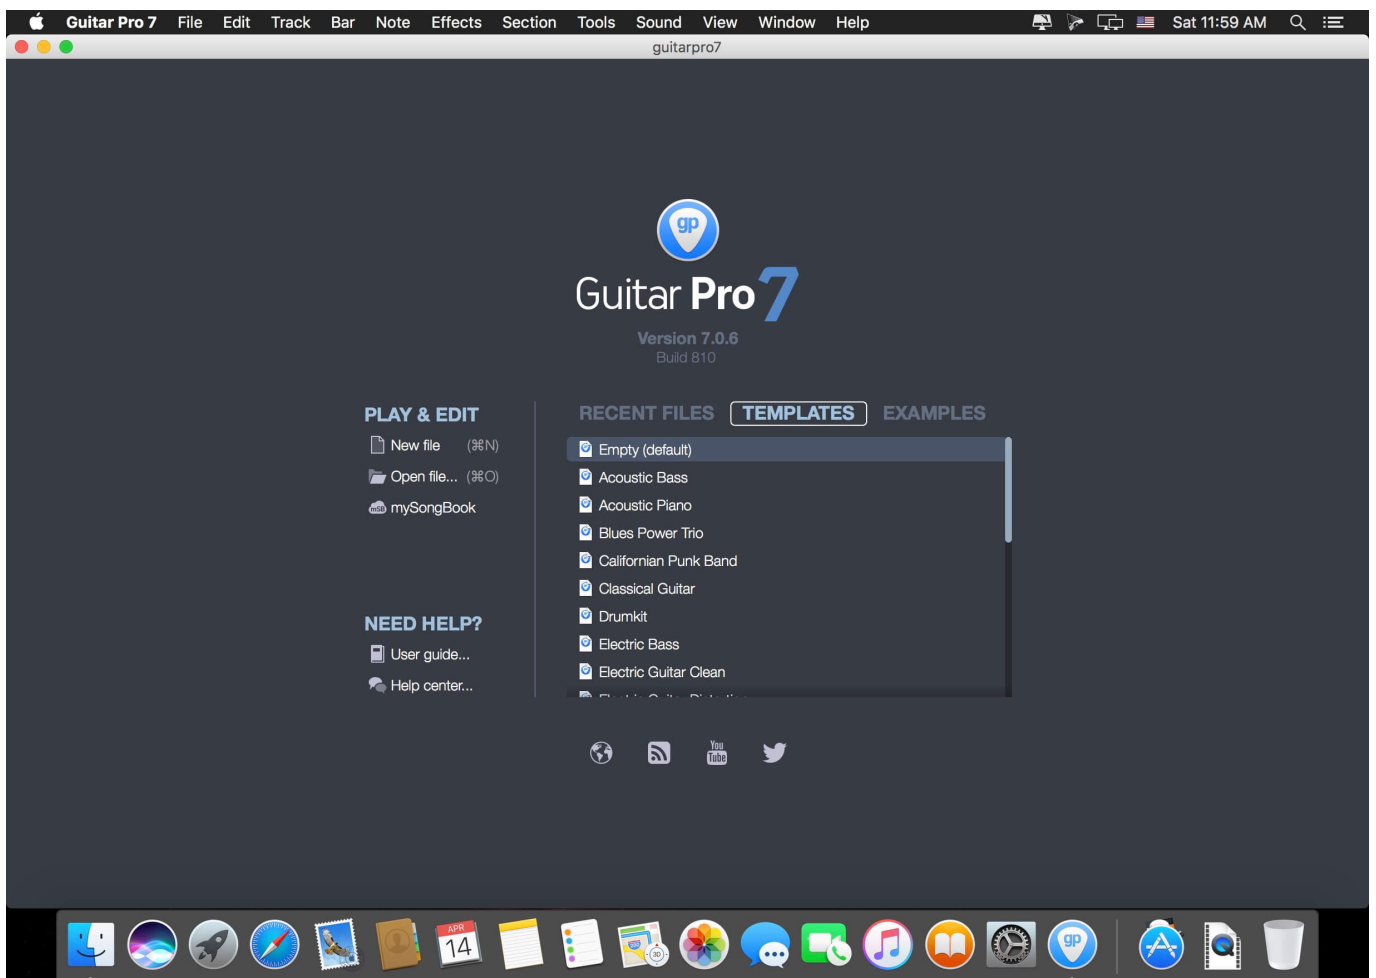 Guitar Pro 7 File Edit Track Bar Note Effects Section Tools Sound View Window Help Sat 11:59 AM
guitarpro7
gp
Guitar Pro 7
Version 7.0.6
Build 810
PLAY & EDIT
New file (⌘N)
Open file... (⌘O)
mSB mySongBook
NEED HELP?
User guide...
Help center...
RECENT FILES TEMPLATES EXAMPLES
Empty (default)
Acoustic Bass
Acoustic Piano
Blues Power Trio
Californian Punk Band
Classical Guitar
Drumkit
Electric Bass
Electric Guitar Clean
You
Tube
APR
14
3D
gp